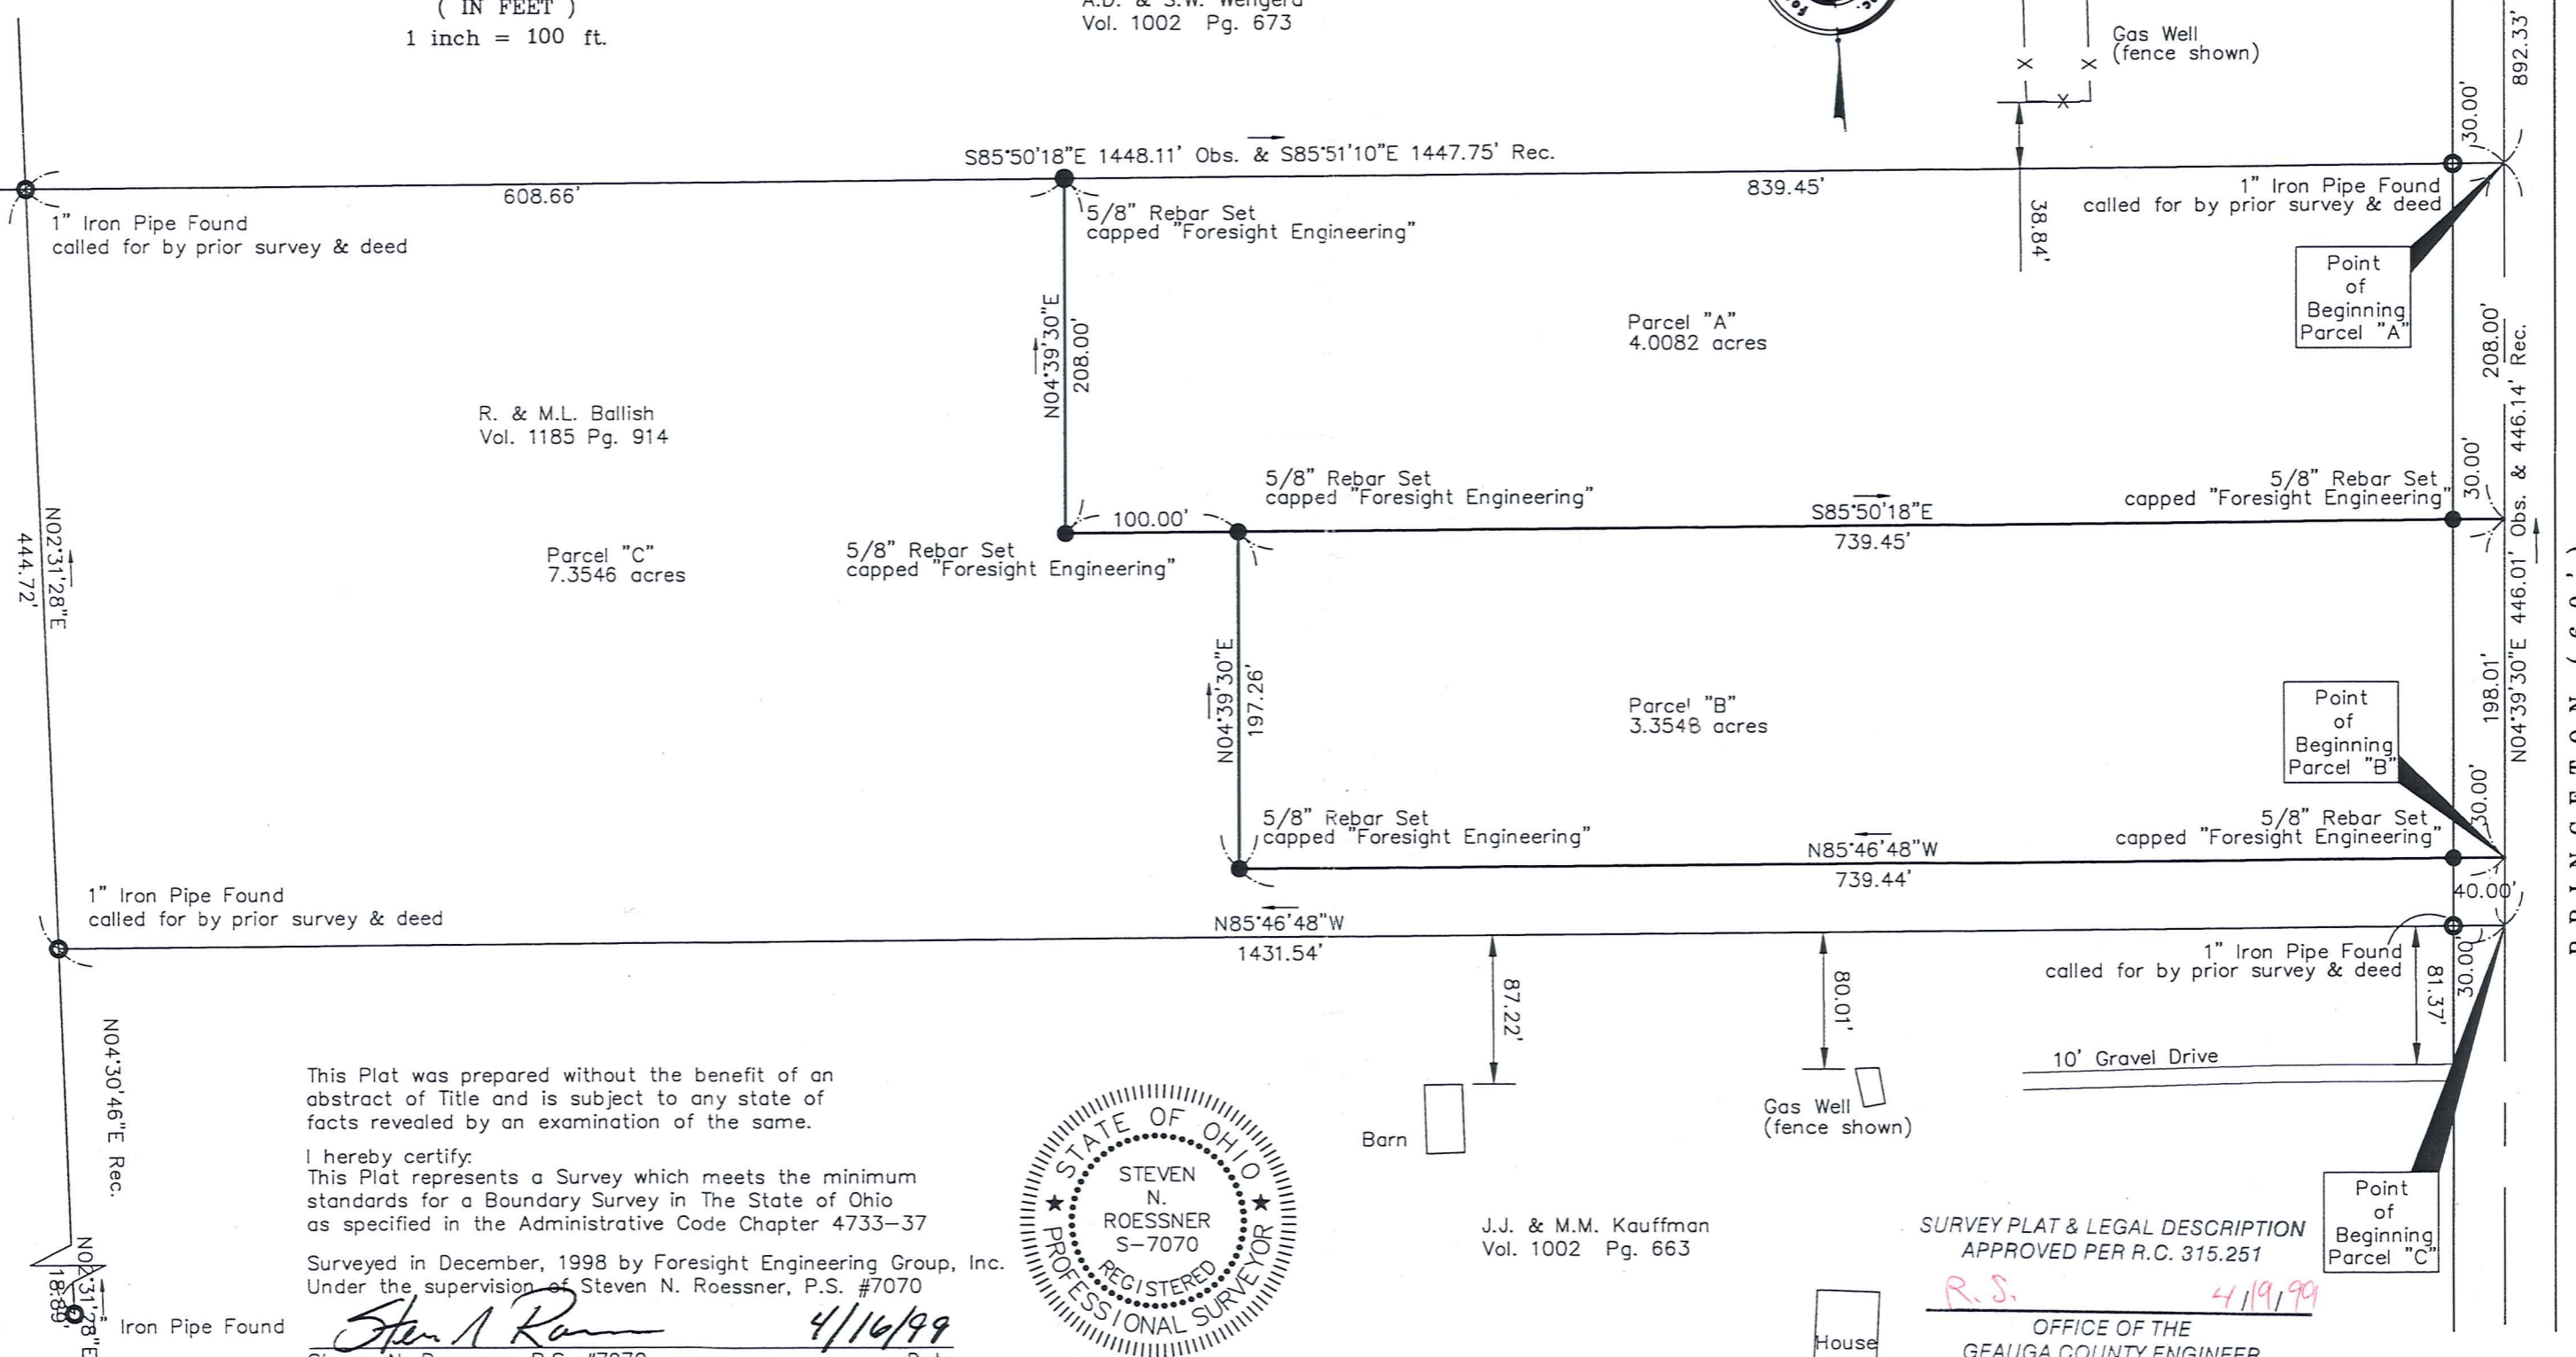 ( IN FEET )
1 inch = 100 ft.
A.D. & S.W. Wengerd
Vol. 1002 Pg. 673
Gas Well
(fence shown)
892.33'
30.00'
S85°50'18"E 1448.11' Obs. & S85°51'10"E 1447.75' Rec.
608.66'
839.45'
1" Iron Pipe Found
called for by prior survey & deed
5/8" Rebar Set
capped "Foresight Engineering"
38.84'
1" Iron Pipe Found
called for by prior survey & deed
Point
of
Beginning
Parcel "A"
N04°39'30"E
208.00'
Parcel "A"
4.0082 acres
208.00'
R. & M.L. Ballish
Vol. 1185 Pg. 914
N04°39'30"E 446.01' Obs. & 446.14' Rec.
30.00'
5/8" Rebar Set
capped "Foresight Engineering"
5/8" Rebar Set
capped "Foresight Engineering"
100.00'
S85°50'18"E
739.45'
N02°31'28"E
444.72'
Parcel "C"
7.3546 acres
5/8" Rebar Set
capped "Foresight Engineering"
N04°39'30"E
197.26'
Parcel "B"
3.3548 acres
198.01'
Point
of
Beginning
Parcel "B"
30.00'
5/8" Rebar Set
capped "Foresight Engineering"
5/8" Rebar Set
capped "Foresight Engineering"
N85°46'48"W
739.44'
40.00'
1" Iron Pipe Found
called for by prior survey & deed
N85°46'48"W
1431.54'
1" Iron Pipe Found
called for by prior survey & deed
30.00'
87.22'
80.01'
81.37'
10' Gravel Drive
Barn
Gas Well
(fence shown)
N04°30'46"E Rec.
This Plat was prepared without the benefit of an
abstract of Title and is subject to any state of
facts revealed by an examination of the same.
I hereby certify:
This Plat represents a Survey which meets the minimum
standards for a Boundary Survey in The State of Ohio
as specified in the Administrative Code Chapter 4733-37
Surveyed in December, 1998 by Foresight Engineering Group, Inc.
Under the supervision of Steven N. Roessner, P.S. #7070
4/16/99
STATE OF OHIO
STEVEN
N.
ROESSNER
S-7070
REGISTERED
PROFESSIONAL SURVEYOR
J.J. & M.M. Kauffman
Vol. 1002 Pg. 663
Point
of
Beginning
Parcel "C"
SURVEY PLAT & LEGAL DESCRIPTION
APPROVED PER R.C. 315.251
R.S. 4/19/99
OFFICE OF THE
GEAUGA COUNTY ENGINEER
House
N02°31'28"E
18.89'
Iron Pipe Found